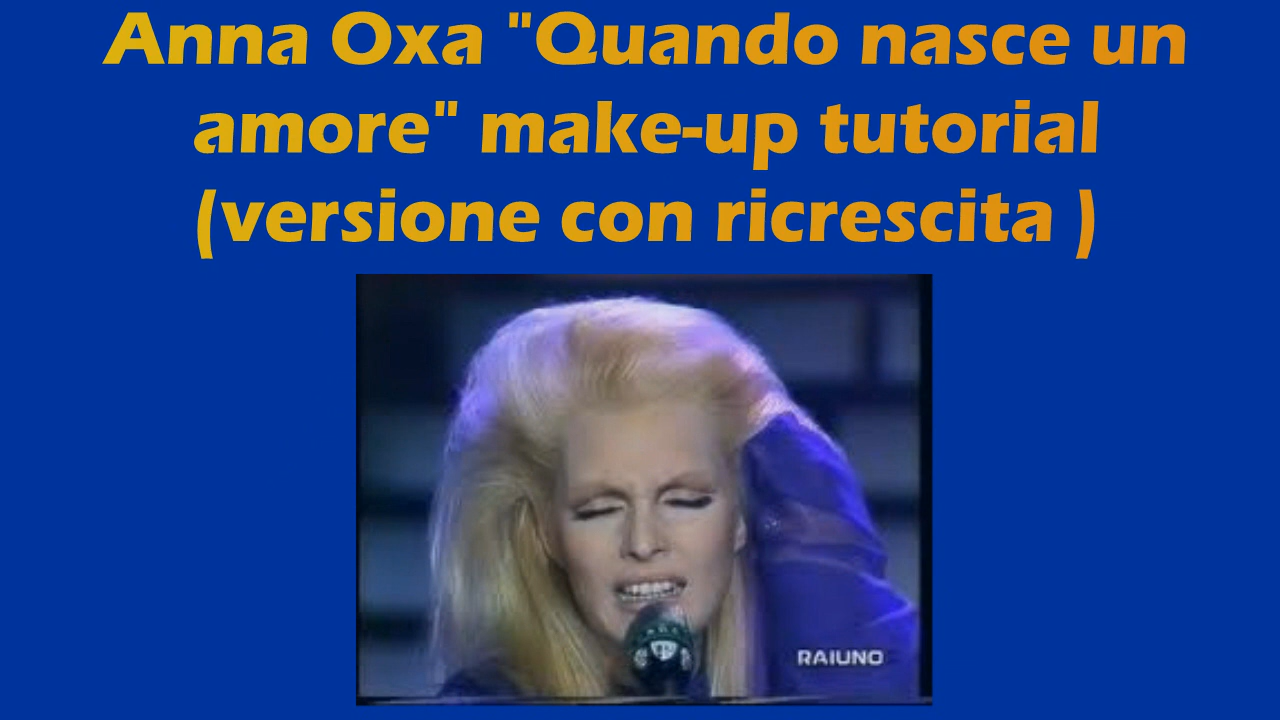 Anna Oxa "Quando nasce un
amore" make-up tutorial
(versione con ricrescita )
RAIUNO